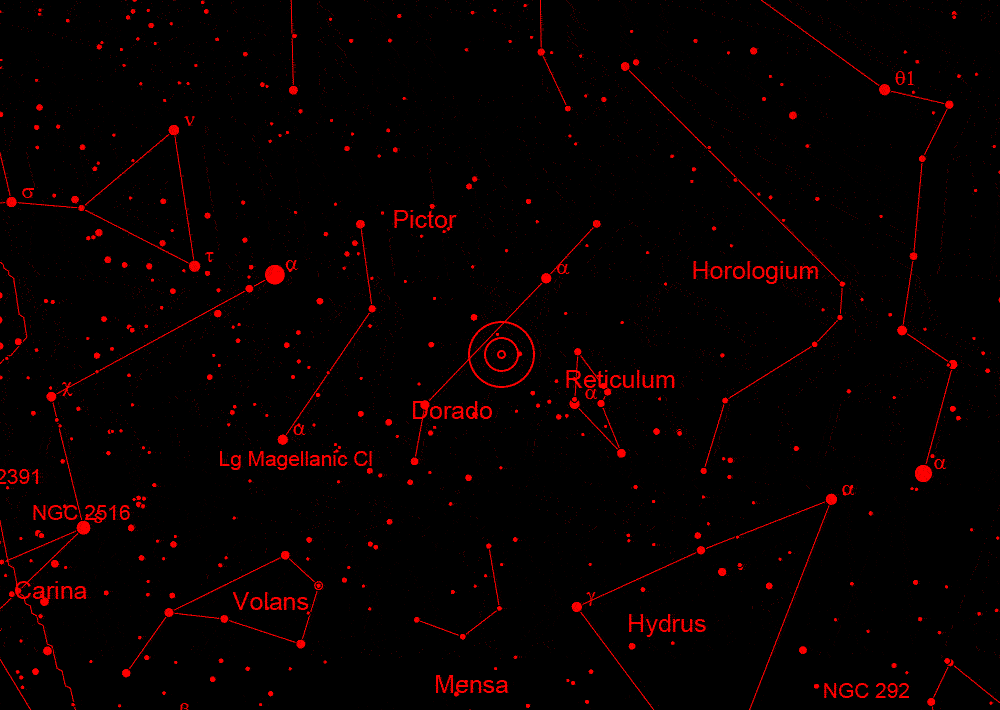 θ1
ν
σ
Pictor
τ
α
α
Horologium
χ
Reticulum
α
Dorado
α
Lg Magellanic Cl
α
2391
α
NGC 2516
ε
Carina
Volans
γ
Hydrus
Mensa
NGC 292
β